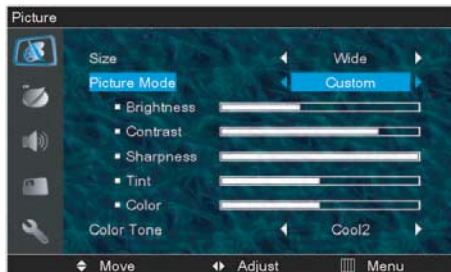 Picture
Size Wide
Picture Mode Custom
Brightness
Contrast
Sharpness
Tint
Color
Color Tone Cool2
Move Adjust Menu